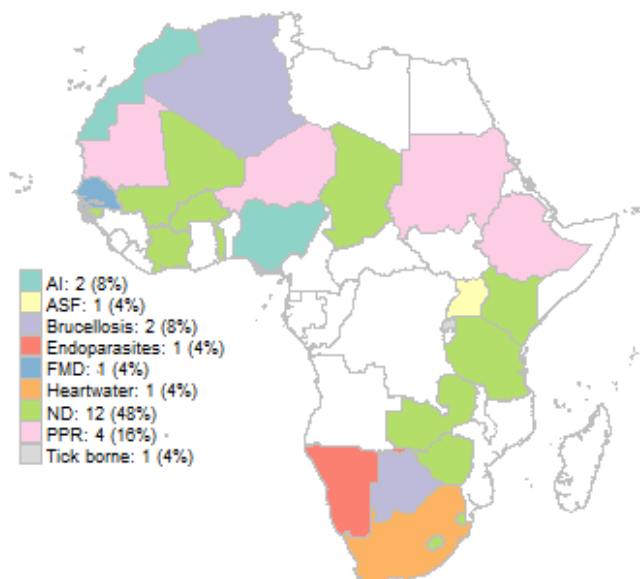 AI: 2 (8%)
ASF: 1 (4%)
Brucellosis: 2 (8%)
Endoparasites: 1 (4%)
FMD: 1 (4%)
Heartwater: 1 (4%)
ND: 12 (48%)
PPR: 4 (16%)
Tick borne: 1 (4%)